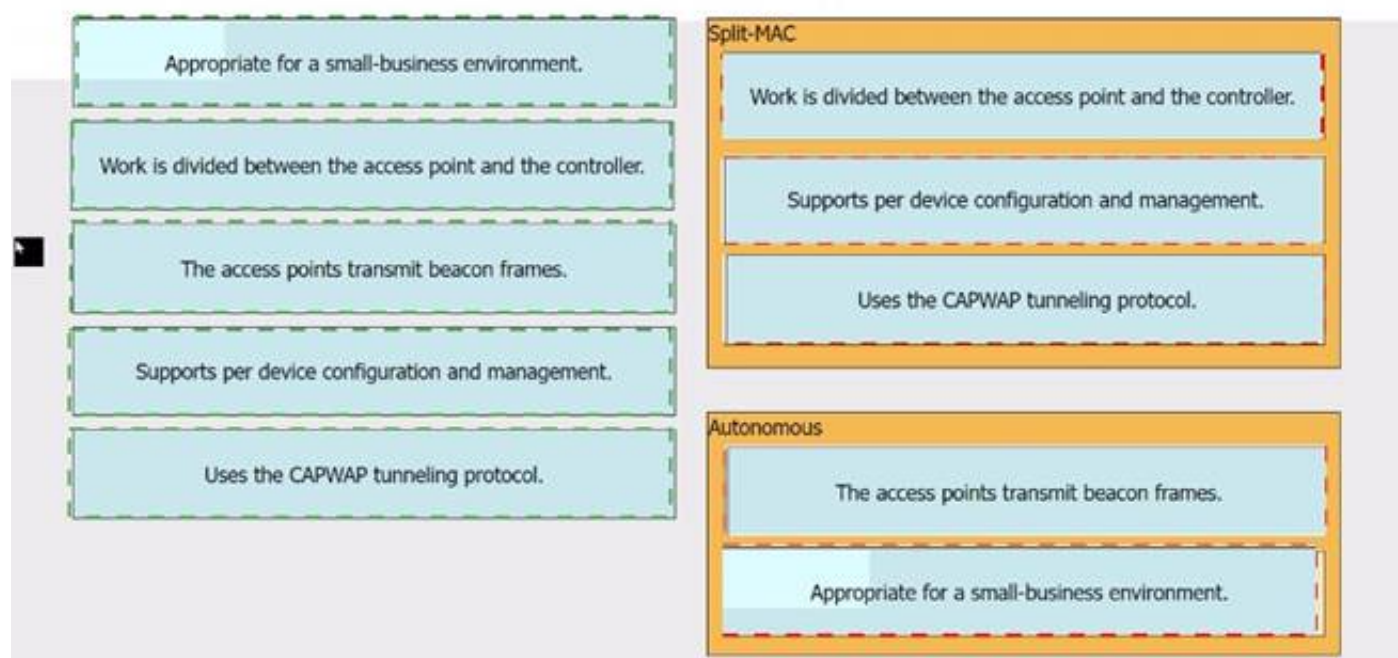 Appropriate for a small-business environment.
Work is divided between the access point and the controller.
The access points transmit beacon frames.
Supports per device configuration and management.
Uses the CAPWAP tunneling protocol.
Split-MAC
Work is divided between the access point and the controller.
Supports per device configuration and management.
Uses the CAPWAP tunneling protocol.
Autonomous
The access points transmit beacon frames.
Appropriate for a small-business environment.